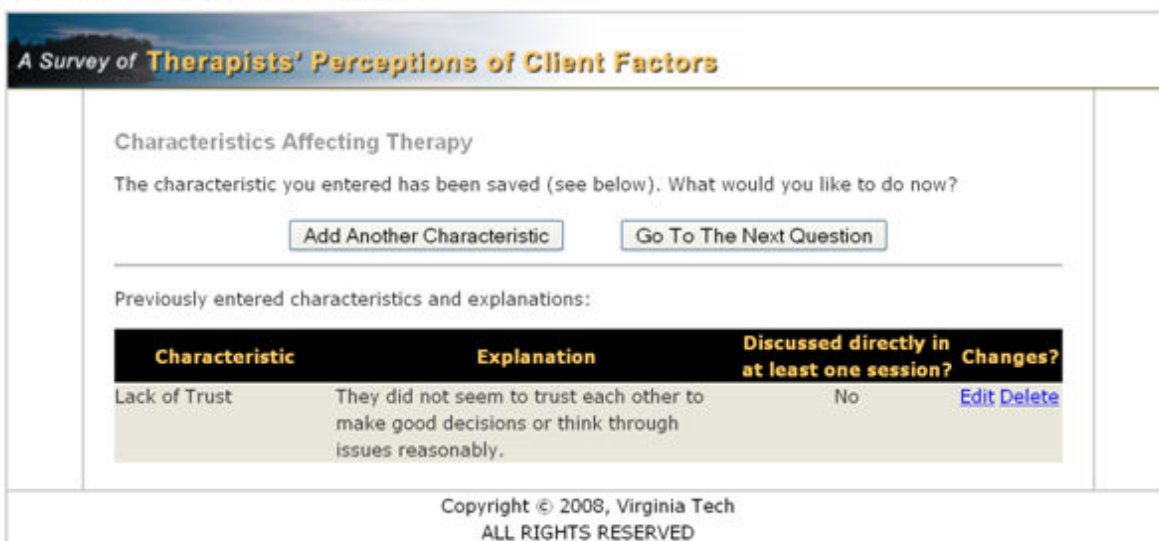 A Survey of Therapists' Perceptions of Client Factors
Characteristics Affecting Therapy
The characteristic you entered has been saved (see below). What would you like to do now?
Add Another Characteristic Go To The Next Question
Previously entered characteristics and explanations:
Characteristic Explanation Discussed directly in at least one session? Changes?
Lack of Trust They did not seem to trust each other to No Edit Delete
make good decisions or think through
issues reasonably.
Copyright © 2008, Virginia Tech
ALL RIGHTS RESERVED